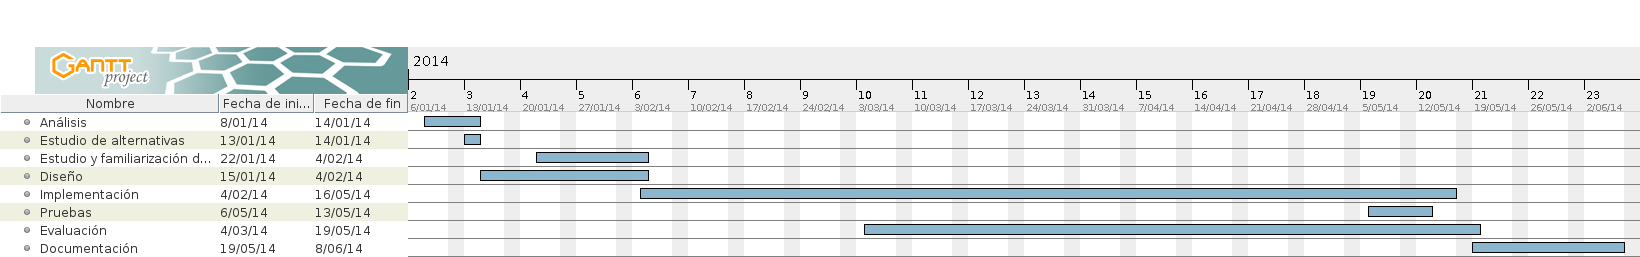 2014
GANTT
project
Nombre Fecha de ini... Fecha de fin
2 3 4 5 6 7 8 9 10 11 12 13 14 15 16 17 18 19 20 21 22 23
6/01/14 13/01/14 20/01/14 27/01/14 3/02/14 10/02/14 17/02/14 24/02/14 3/03/14 10/03/14 17/03/14 24/03/14 31/03/14 7/04/14 14/04/14 21/04/14 28/04/14 5/05/14 12/05/14 19/05/14 26/05/14 2/06/14
Análisis 8/01/14 14/01/14
Estudio de alternativas 13/01/14 14/01/14
Estudio y familiarización d... 22/01/14 4/02/14
Diseño 15/01/14 4/02/14
Implementación 4/02/14 16/05/14
Pruebas 6/05/14 13/05/14
Evaluación 4/03/14 19/05/14
Documentación 19/05/14 8/06/14